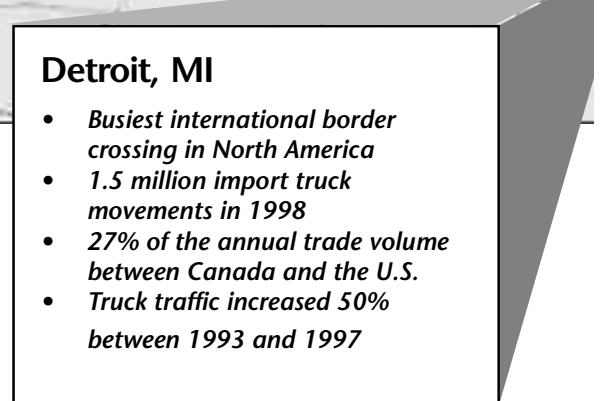 Detroit, MI
• Busiest international border
crossing in North America
• 1.5 million import truck
movements in 1998
• 27% of the annual trade volume
between Canada and the U.S.
• Truck traffic increased 50%
between 1993 and 1997